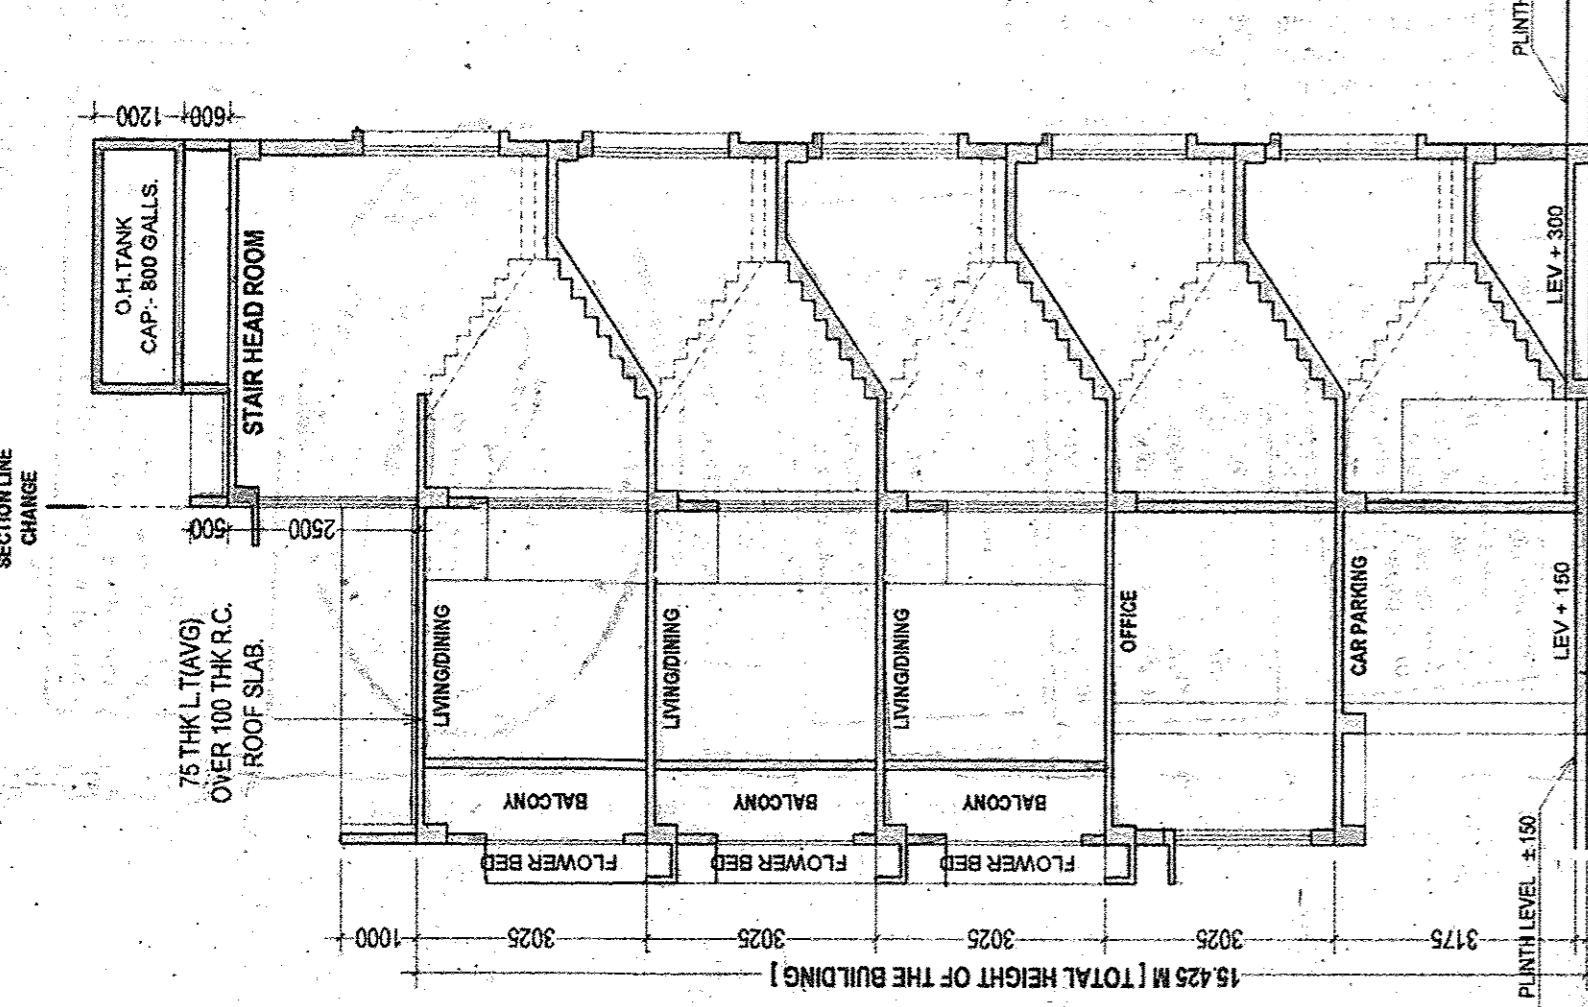 SECTION LINE
CHANGE
1200
600
O.H.TANK
CAP:- 800 GALLS.
STAIR HEAD ROOM
500
2500
75 THK L.T(AVG)
OVER 100 THK R.C.
ROOF SLAB.
LIVING/DINING
LIVING/DINING
LIVING/DINING
OFFICE
CAR PARKING
BALCONY
BALCONY
BALCONY
FLOWER BED
FLOWER BED
FLOWER BED
LEV + 300
LEV + 150
PLINTH LEVEL ±150
1000
3025
3025
3025
3025
3175
15.425 M [ TOTAL HEIGHT OF THE BUILDING ]